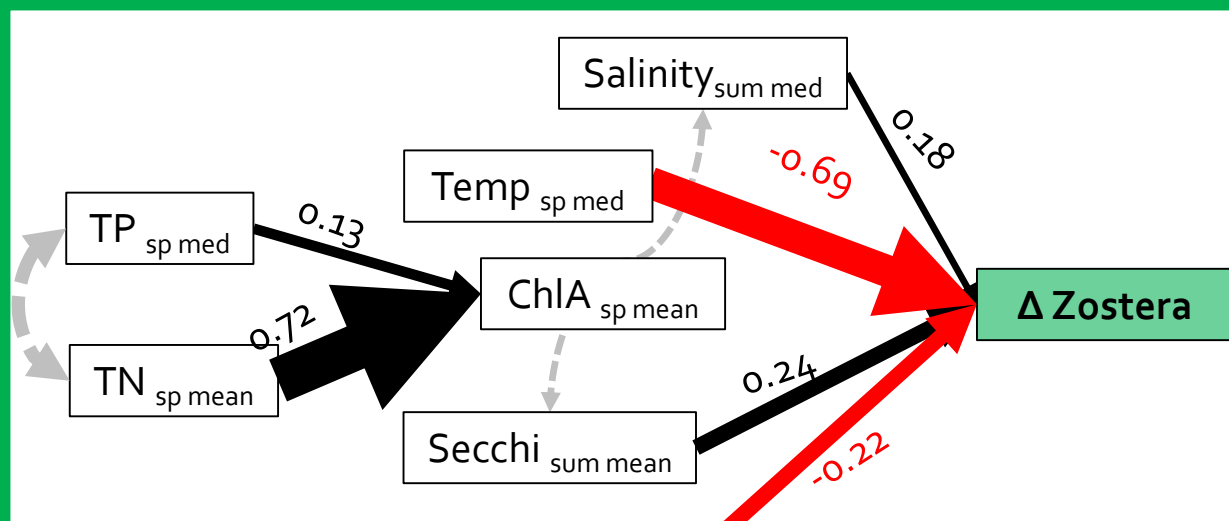 Salinity sum med
0.18
-0.69
Temp sp med
TP sp med
0.13
ChlA sp mean
Δ Zostera
0.72
TN sp mean
0.24
Secchi sum mean
-0.22